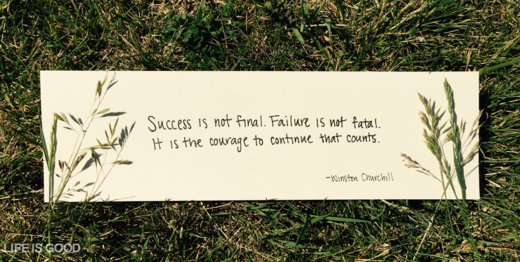 Success is not final. Failure is not fatal.
It is the courage to continue that counts.
-Winston Churchill
LIFE IS GOOD